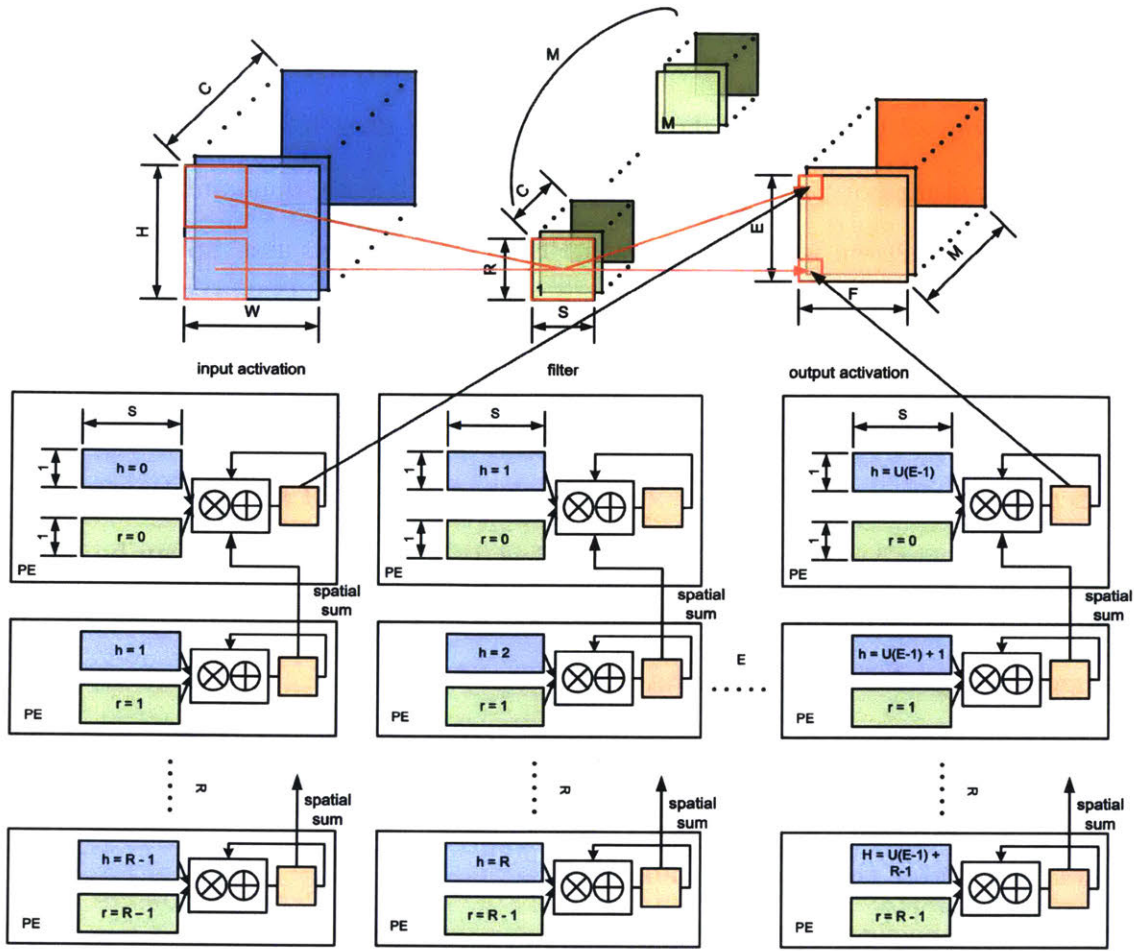 M
C
M
H
C
E
R
M
1
F
W
S
input activation
filter
output activation
S
S
S
1
h = 0
1
h = 1
1
h = U(E-1)
1
r = 0
1
r = 0
1
r = 0
PE
PE
PE
spatial
sum
spatial
sum
spatial
sum
h = 1
h = 2
h = U(E-1) + 1
E
r = 1
r = 1
r = 1
PE
PE
PE
R
R
R
spatial
sum
spatial
sum
spatial
sum
h = R - 1
h = R
H = U(E-1) +
R-1
r = R – 1
r = R - 1
r = R - 1
PE
PE
PE